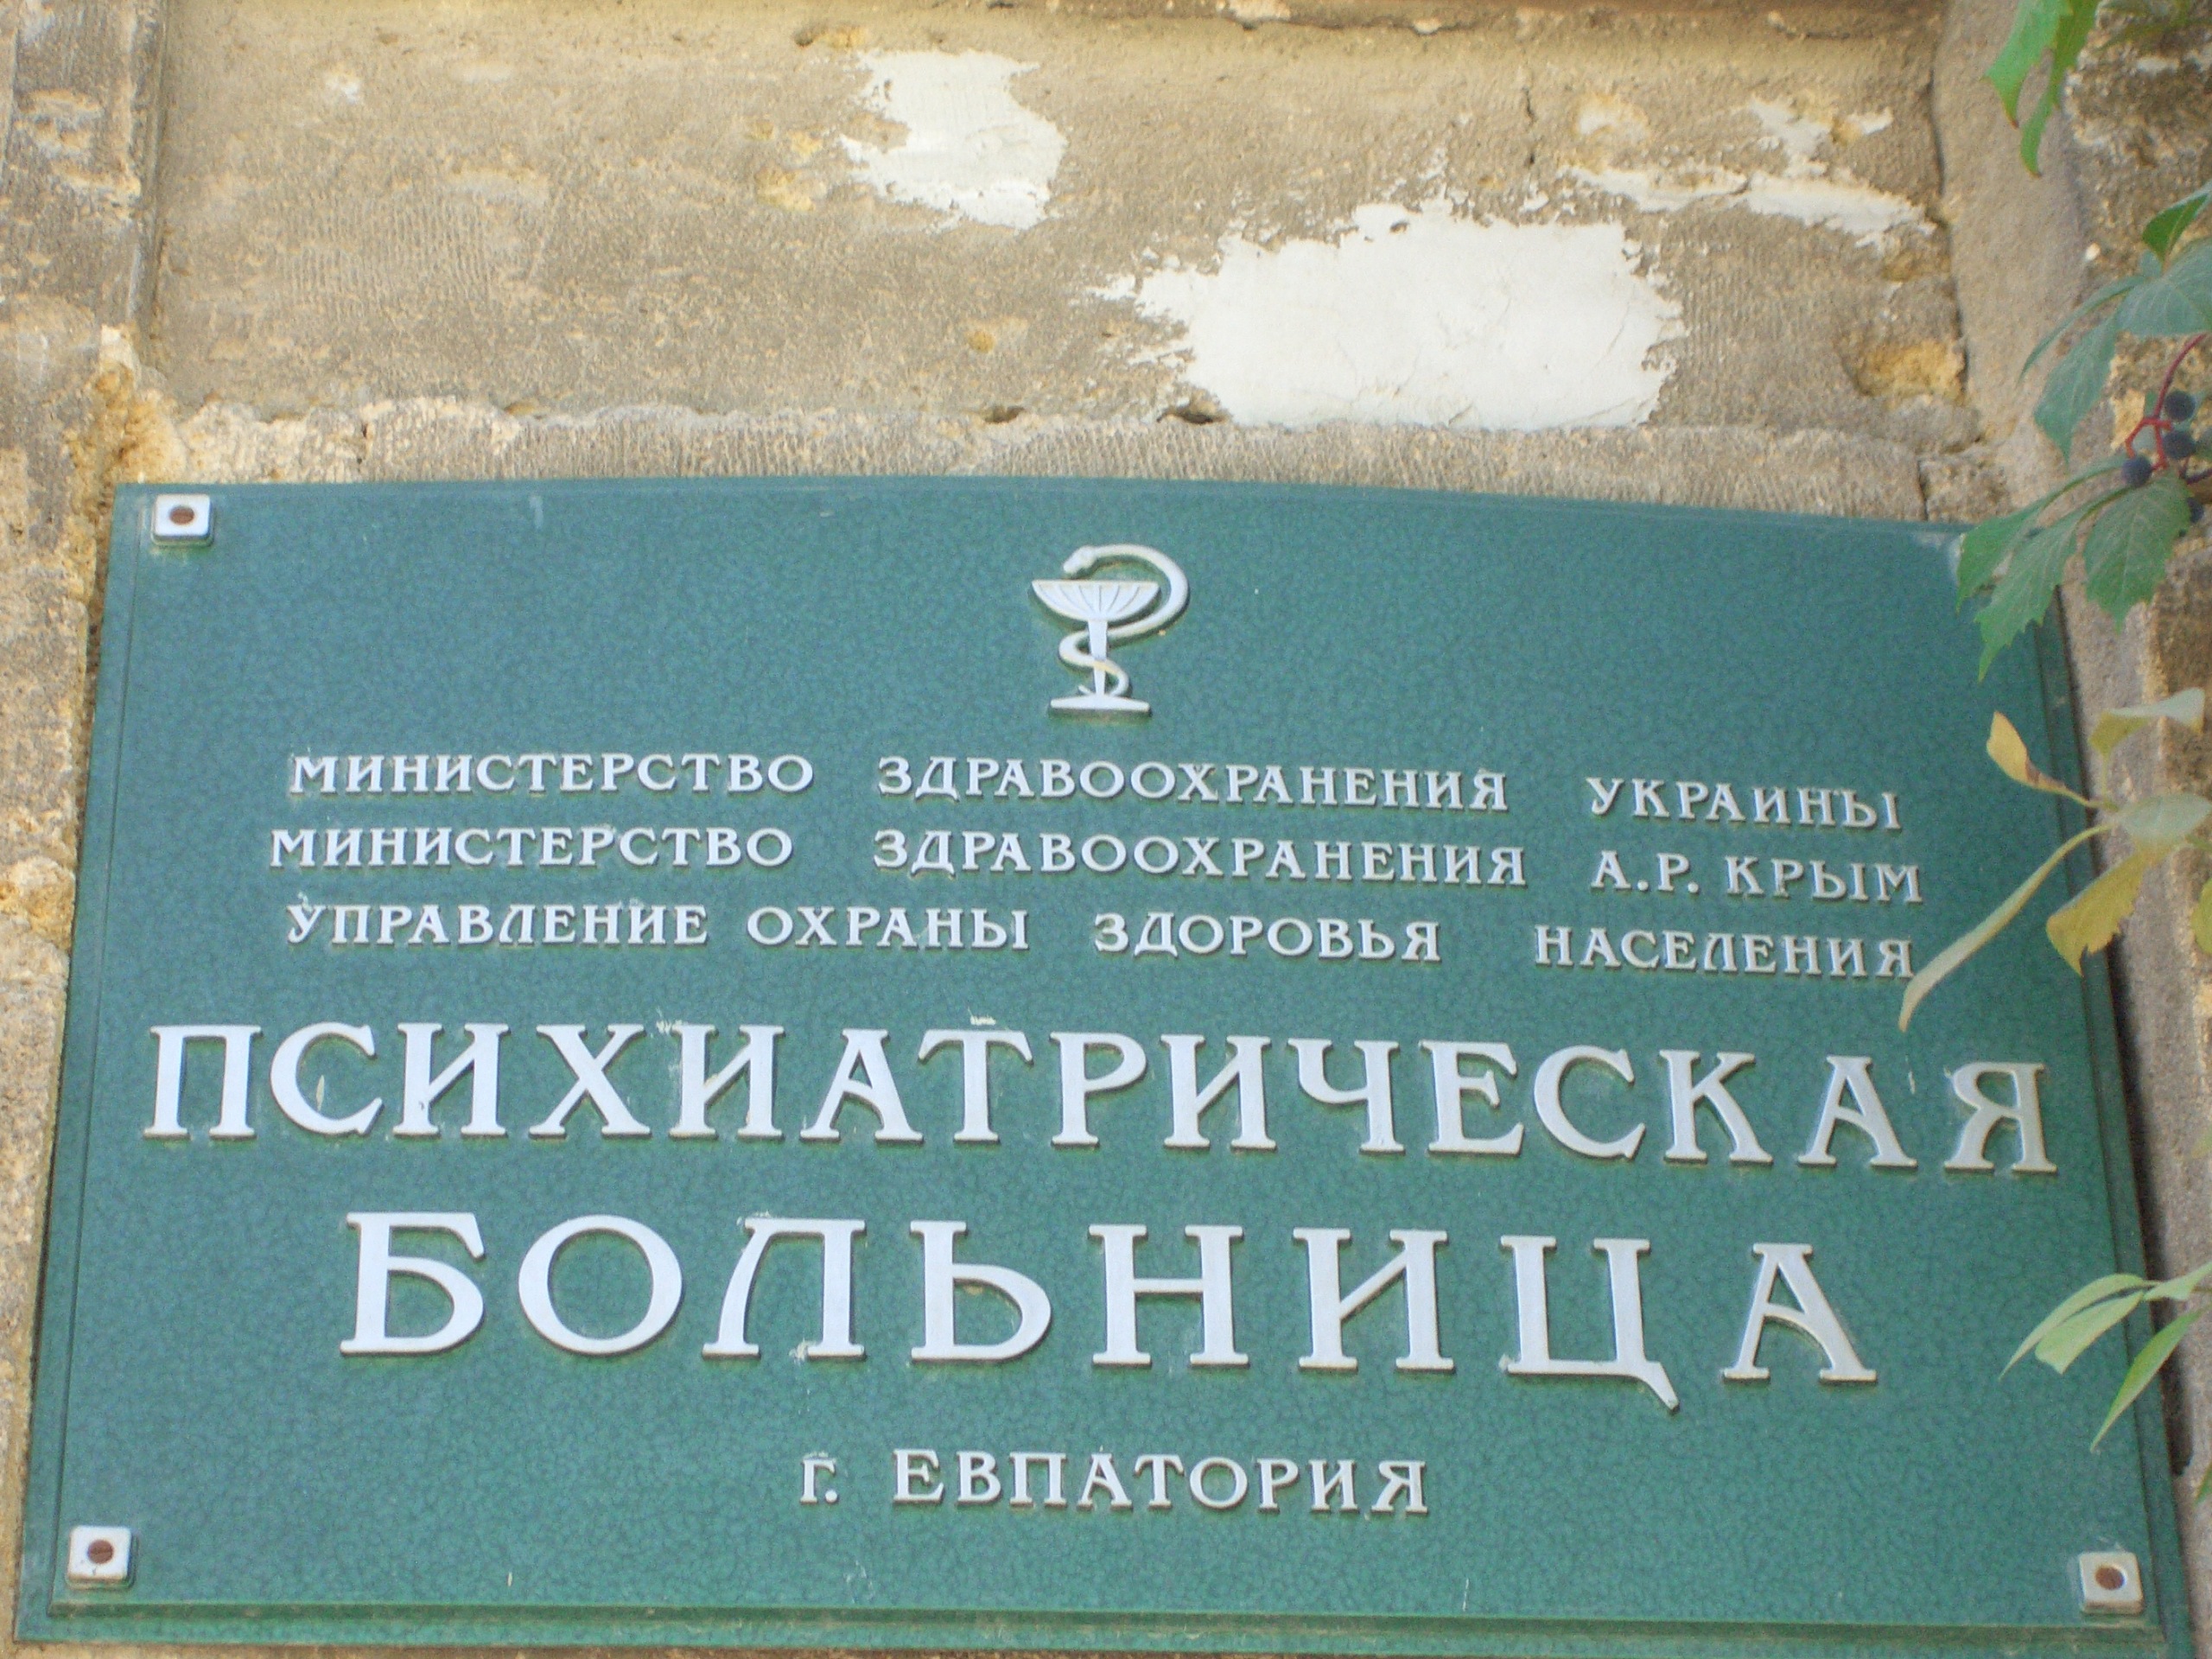 МИНИСТЕРСТВО ЗДРАВООХРАНЕНИЯ УКРАИНЫ
МИНИСТЕРСТВО ЗДРАВООХРАНЕНИЯ А.Р. КРЫМ
УПРАВЛЕНИЕ ОХРАНЫ ЗДОРОВЬЯ НАСЕЛЕНИЯ
ПСИХИАТРИЧЕСКАЯ
БОЛЬНИЦА
г. ЕВПАТОРИЯ